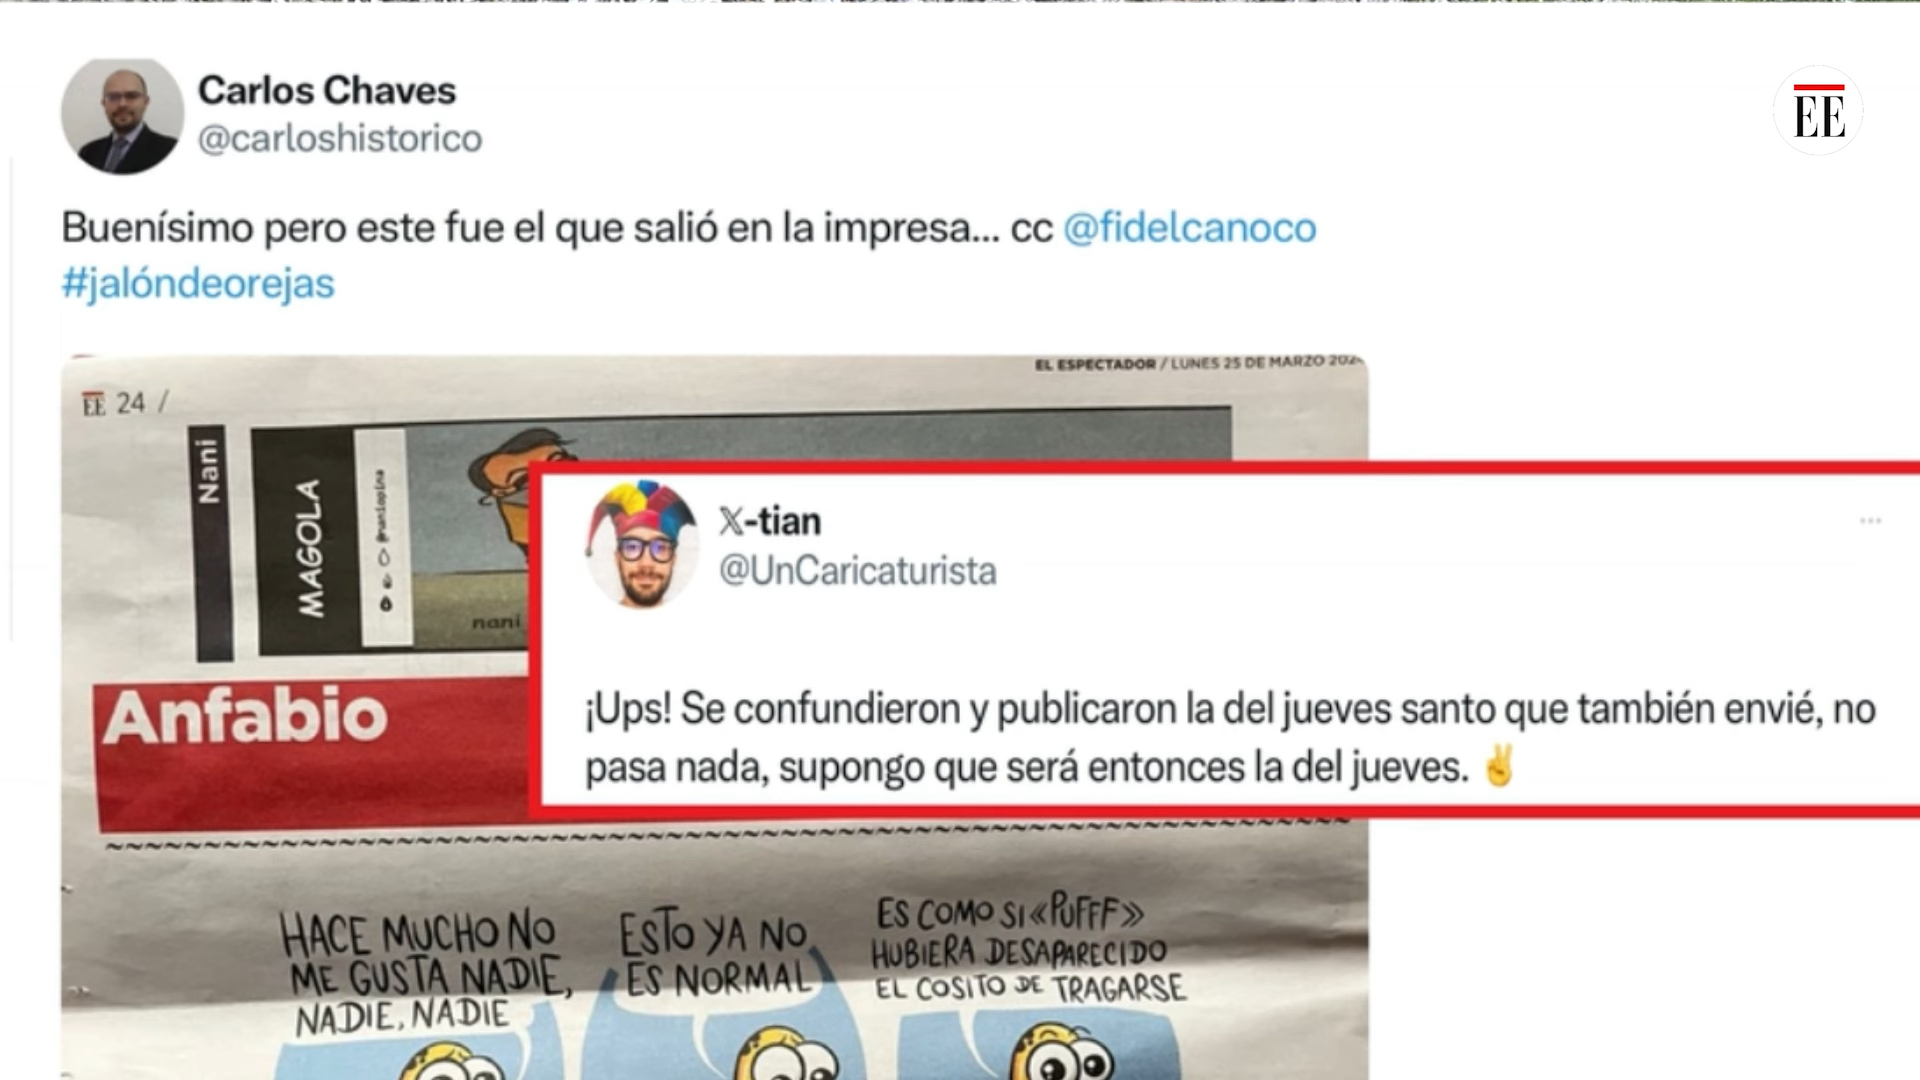 Carlos Chaves
@carloshistorico
EE
Buenísimo pero este fue el que salió en la impresa... cc @fidelcanoco
#jalóndeorejas
EL ESPECTADOR / LUNES 25 DE MARZO
EE 24 /
Nani
MAGOLA
nani
Anfabio
𝕏-tian
@UnCaricaturista
¡Ups! Se confundieron y publicaron la del jueves santo que también envié, no
pasa nada, supongo que será entonces la del jueves. ✌️
HACE MUCHO NO
ME GUSTA NADIE,
NADIE, NADIE
ESTO YA NO
ES NORMAL
ES COMO SI «PUFFF»
HUBIERA DESAPARECIDO
EL COSITO DE TRAGARSE